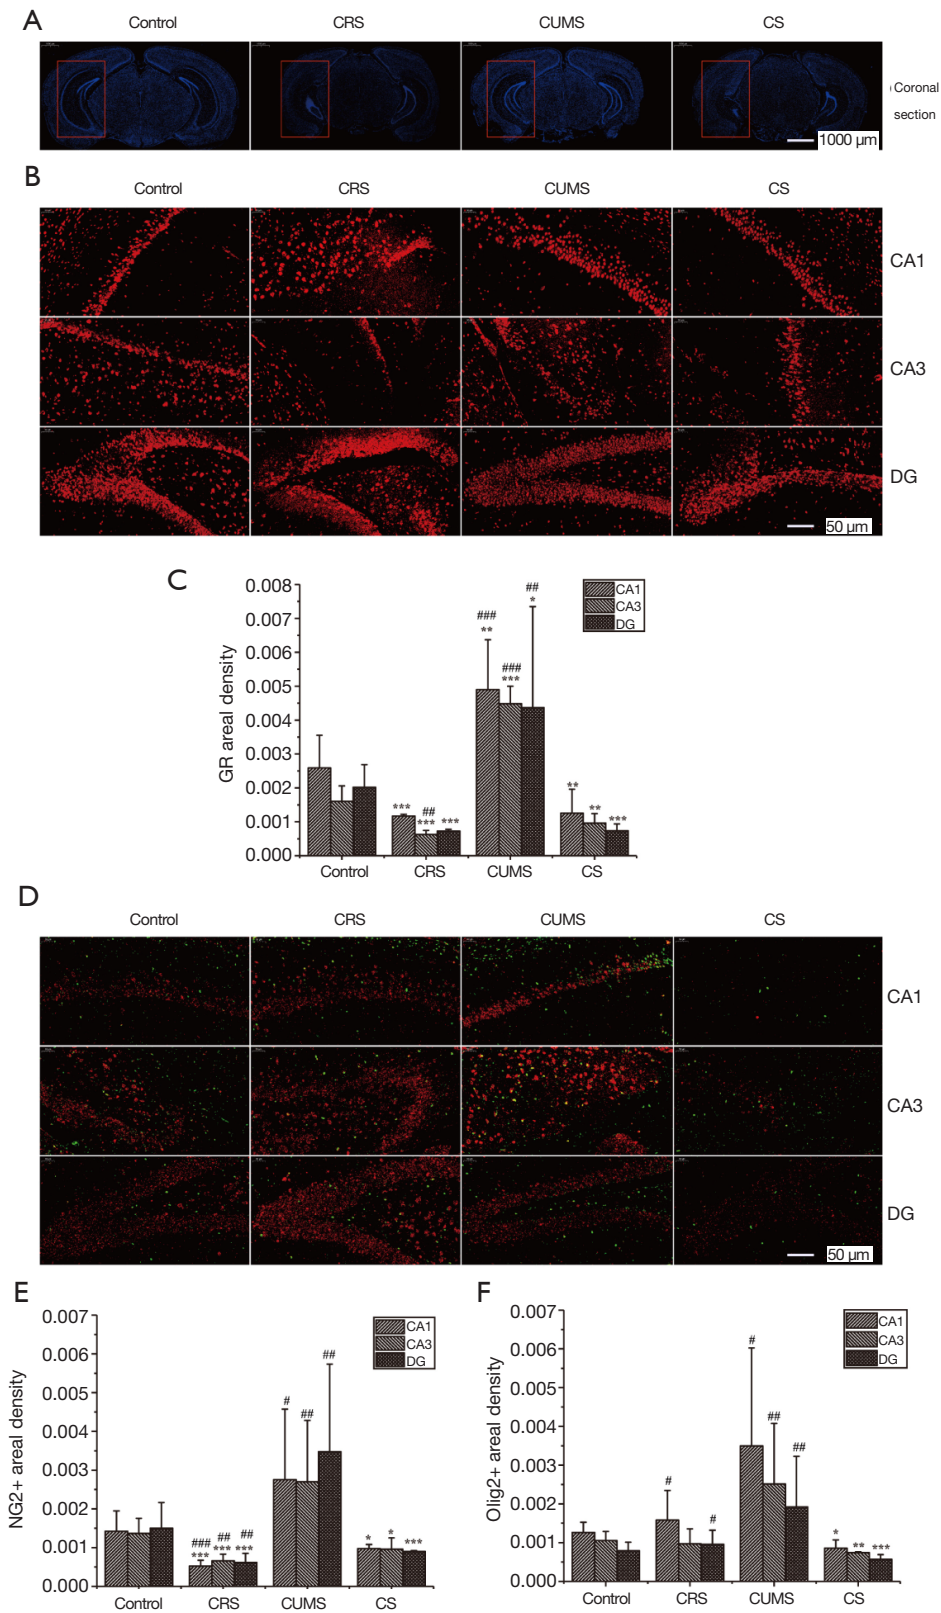 A
Control CRS CUMS CS
Coronal
section
1000 µm
B
Control CRS CUMS CS
CA1
CA3
DG
50 µm
C
GR areal density
0.008
0.007
0.006
0.005
0.004
0.003
0.002
0.001
0.000
CA1
CA3
DG
*** ## *** ***
### ** ### *** ## *
** ** ***
Control CRS CUMS CS
D
Control CRS CUMS CS
CA1
CA3
DG
50 µm
E
NG2+ areal density
0.007
0.006
0.005
0.004
0.003
0.002
0.001
0.000
CA1
CA3
DG
### *** ## *** ## ***
# ## ##
* * ***
Control CRS CUMS CS
F
Olig2+ areal density
0.007
0.006
0.005
0.004
0.003
0.002
0.001
0.000
CA1
CA3
DG
# #
# ## ##
* ** ***
Control CRS CUMS CS